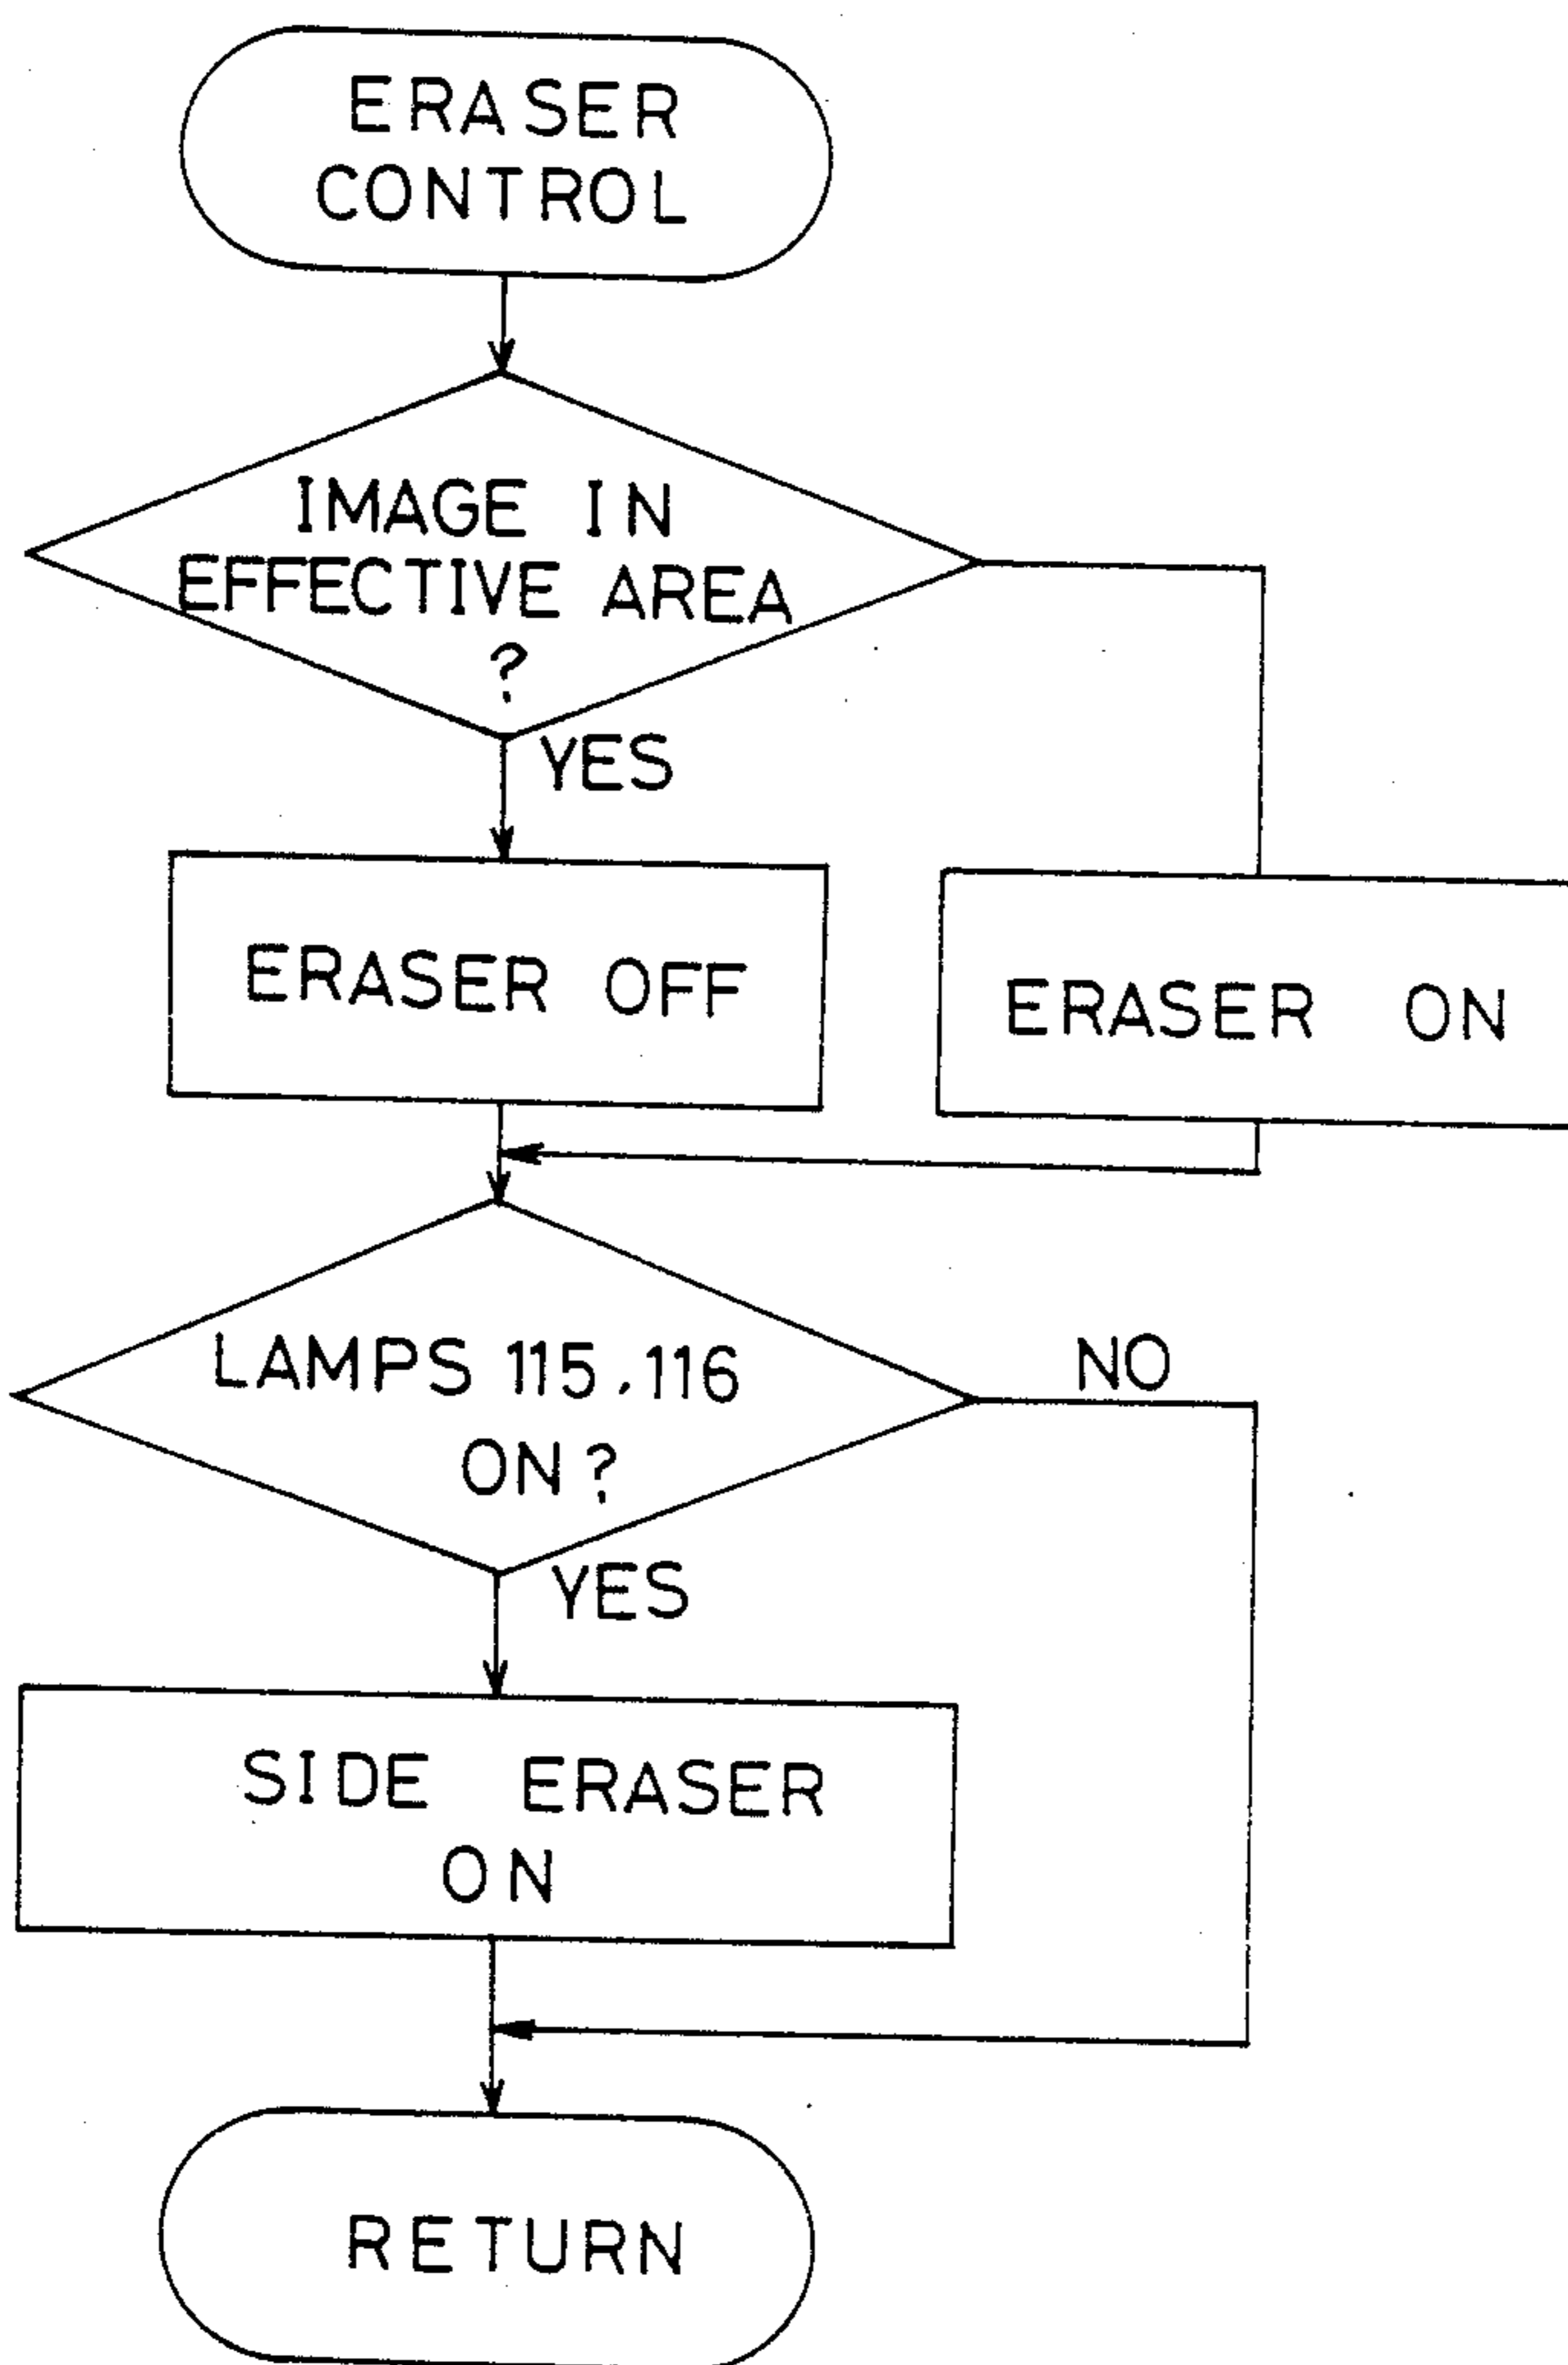 ERASER
CONTROL
IMAGE IN
EFFECTIVE AREA
?
YES
ERASER OFF
ERASER ON
LAMPS 115, 116
ON?
NO
YES
SIDE ERASER
ON
RETURN